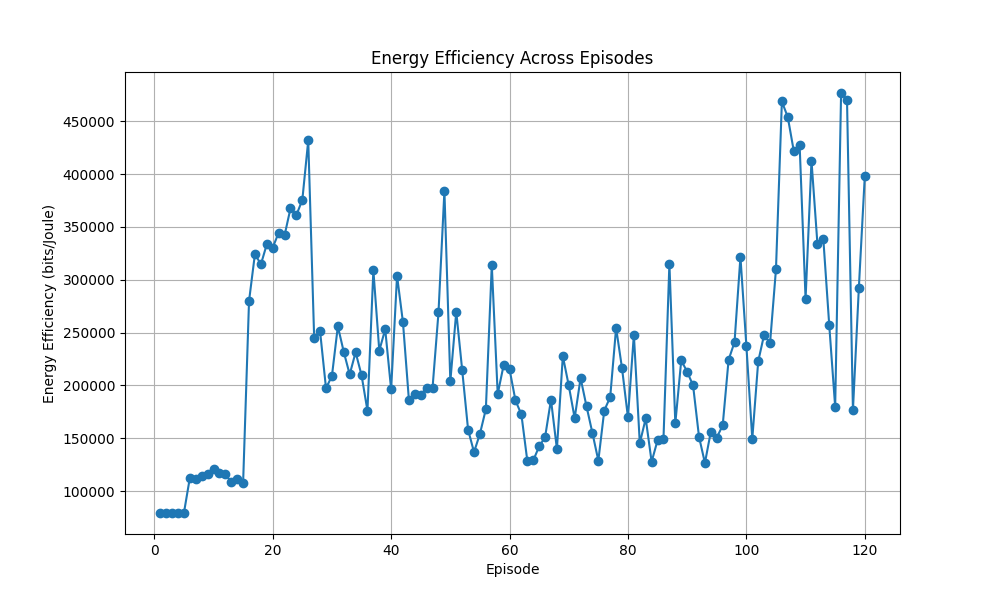 Energy Efficiency Across Episodes
Energy Efficiency (bits/Joule)
450000
400000
350000
300000
250000
200000
150000
100000
0 20 40 60 80 100 120
Episode